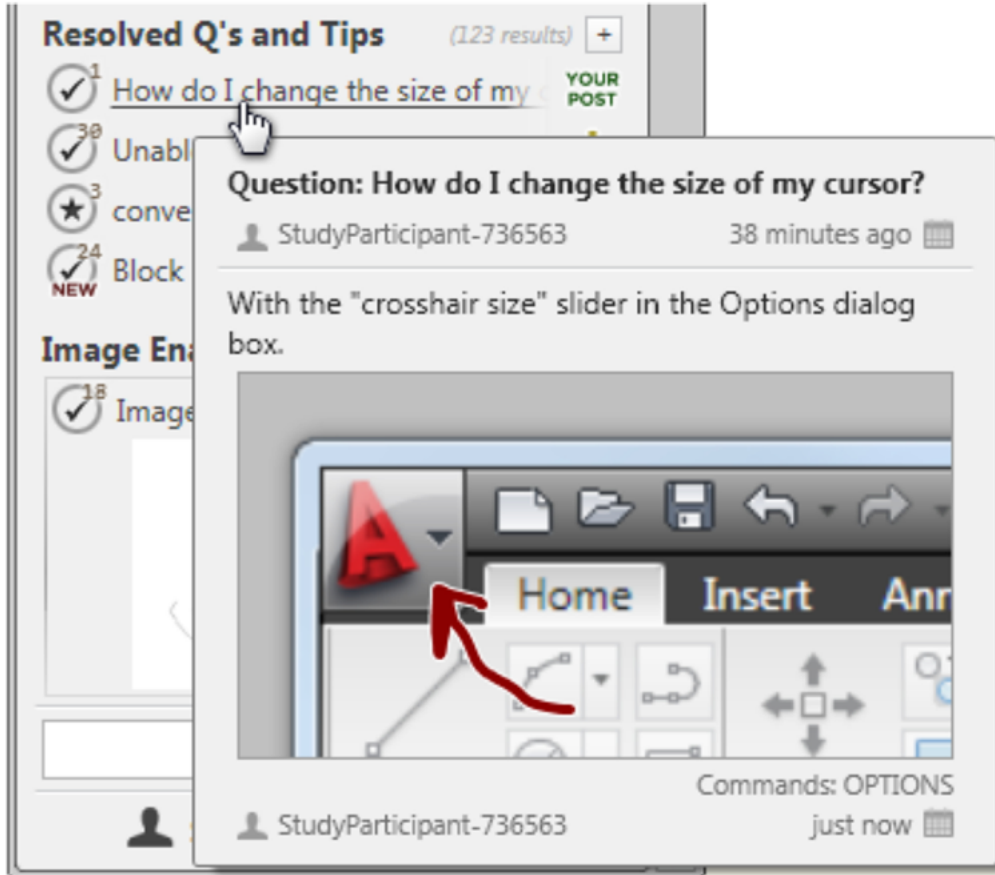 Resolved Q's and Tips (123 results) +
1 How do I change the size of my
YOUR
POST
30
Unabl
Question: How do I change the size of my cursor?
3 conve
StudyParticipant-736563 38 minutes ago
24 Block
NEW
With the "crosshair size" slider in the Options dialog
box.
Image Ena
18
Image
A
Home Insert Ann
Commands: OPTIONS
StudyParticipant-736563 just now